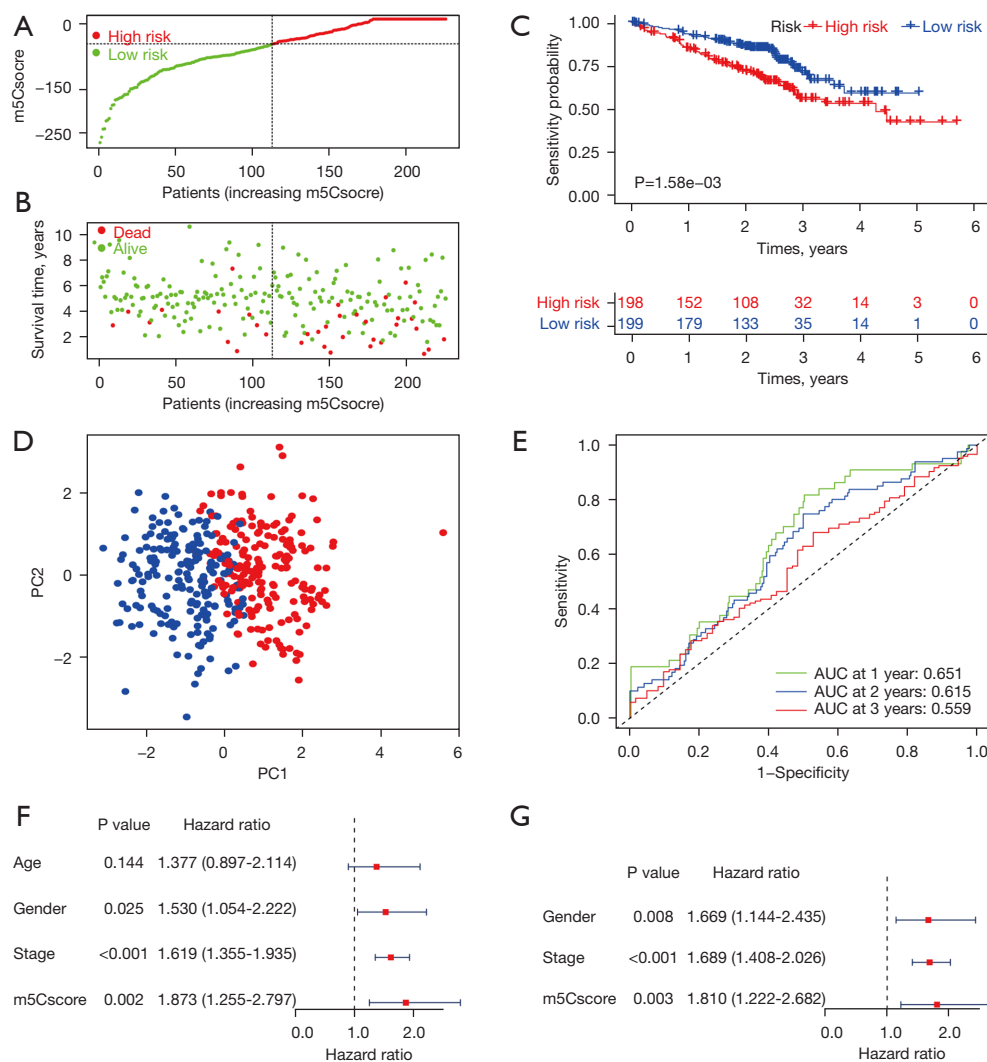 A
m5Cscore
0
−150
−250
High risk
Low risk
0 50 100 150 200
Patients (increasing m5Csocre)
B
Survival time, years
10
8
6
4
2
Dead
Alive
0 50 100 150 200
Patients (increasing m5Csocre)
C
Sensitivity probability
1.00
0.75
0.50
0.25
0.00
Risk High risk Low risk
P=1.58e−03
0 1 2 3 4 5 6
Times, years
High risk 198 152 108 32 14 3 0
Low risk 199 179 133 35 14 1 0
0 1 2 3 4 5 6
Times, years
D
PC2
2
0
−2
−2 0 2 4 6
PC1
E
Sensitivity
1.0
0.8
0.6
0.4
0.2
0.0
AUC at 1 year: 0.651
AUC at 2 years: 0.615
AUC at 3 years: 0.559
0.0 0.2 0.4 0.6 0.8 1.0
1−Specificity
F
P value Hazard ratio
Age 0.144 1.377 (0.897-2.114)
Gender 0.025 1.530 (1.054-2.222)
Stage <0.001 1.619 (1.355-1.935)
m5Cscore 0.002 1.873 (1.255-2.797)
0.0 1.0 2.0
Hazard ratio
G
P value Hazard ratio
Gender 0.008 1.669 (1.144-2.435)
Stage <0.001 1.689 (1.408-2.026)
m5Cscore 0.003 1.810 (1.222-2.682)
0.0 1.0 2.0
Hazard ratio